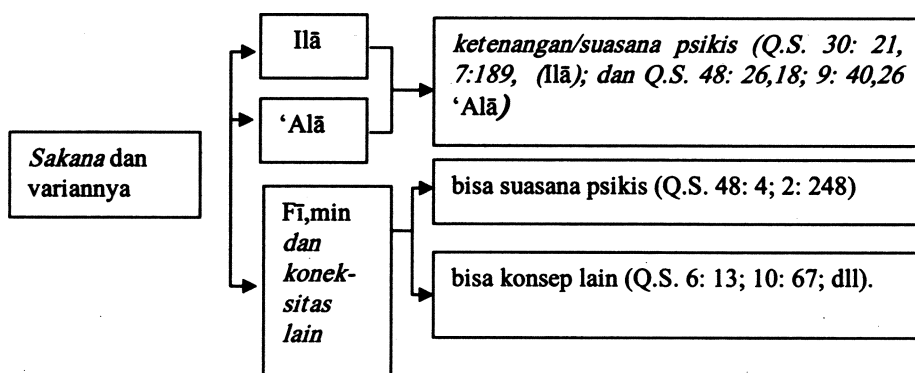 Sakana dan
variannya
Ilā
‘Alā
Fī,min
dan
konek-
sitas
lain
ketenangan/suasana psikis (Q.S. 30: 21,
7:189, (Ilā); dan Q.S. 48: 26,18; 9: 40,26
‘Alā)
bisa suasana psikis (Q.S. 48: 4; 2: 248)
bisa konsep lain (Q.S. 6: 13; 10: 67; dll).